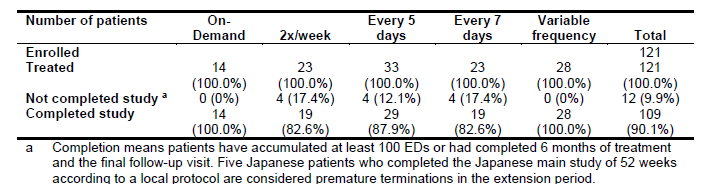 Number of patients On- Every 5 Every 7 Variable
Demand 2x/week days days frequency Total
Enrolled 121
Treated 14 23 33 23 28 121
(100.0%) (100.0%) (100.0%) (100.0%) (100.0%) (100.0%)
Not completed study a 0 (0%) 4 (17.4%) 4 (12.1%) 4 (17.4%) 0 (0%) 12 (9.9%)
Completed study 14 19 29 19 28 109
(100.0%) (82.6%) (87.9%) (82.6%) (100.0%) (90.1%)
a Completion means patients have accumulated at least 100 EDs or had completed 6 months of treatment
and the final follow-up visit. Five Japanese patients who completed the Japanese main study of 52 weeks
according to a local protocol are considered premature terminations in the extension period.